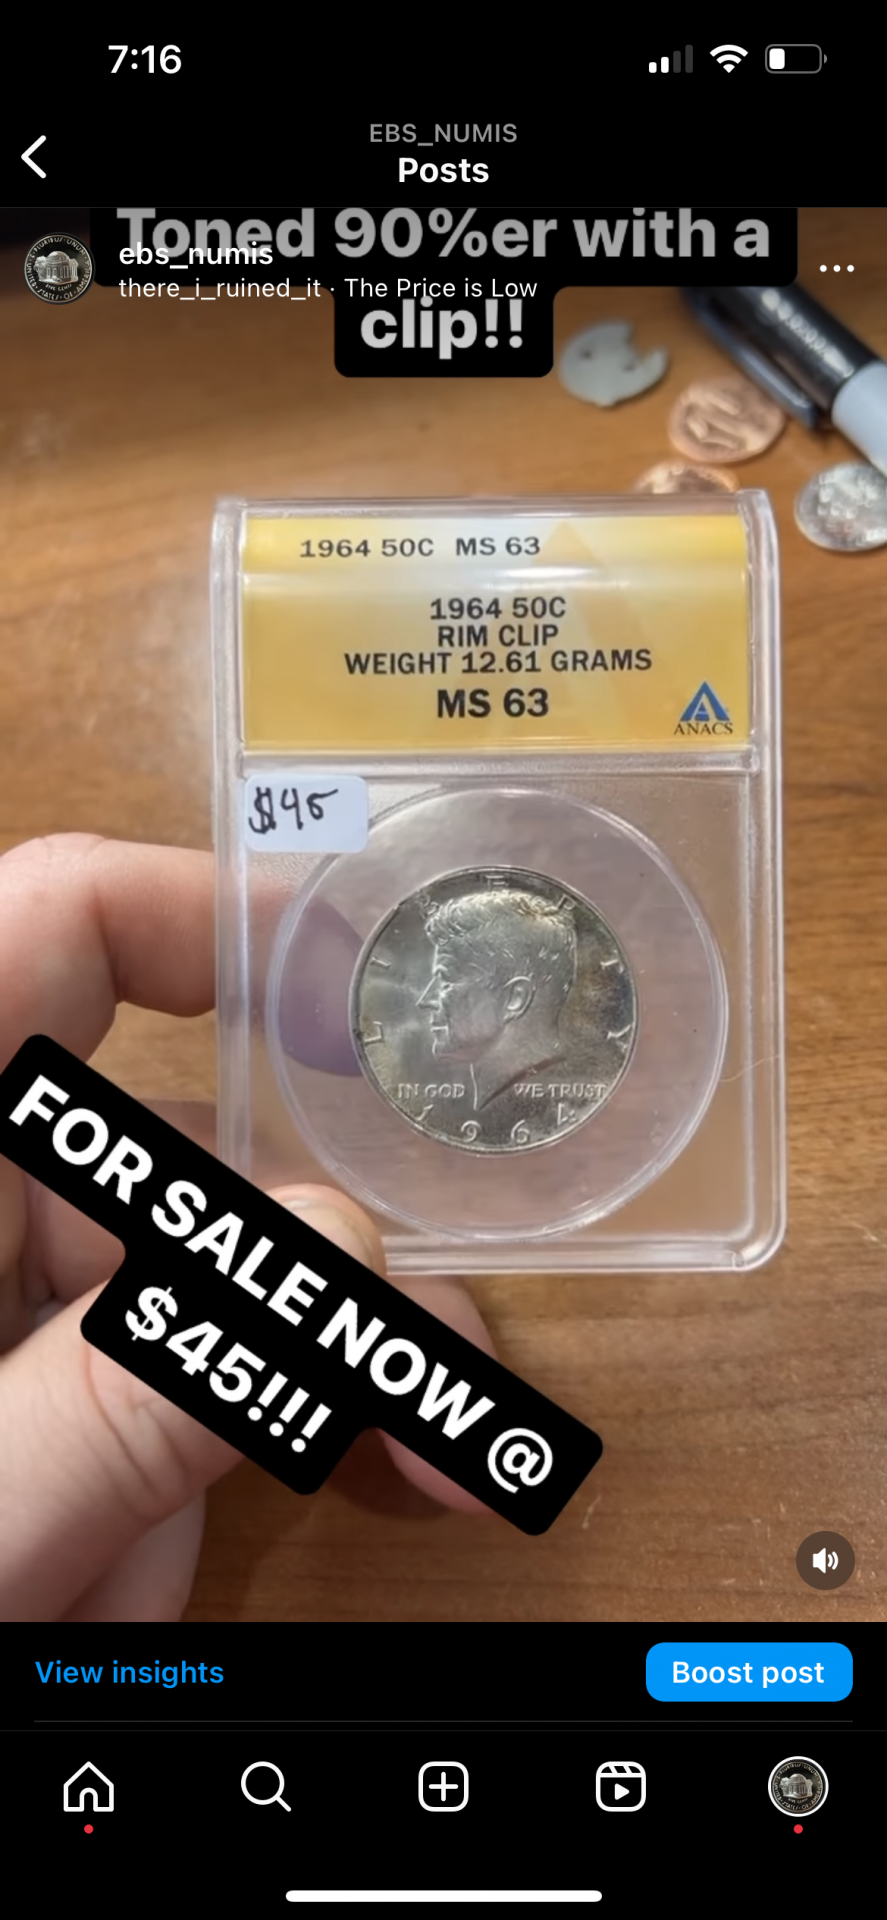 7:16
EBS_NUMIS
Posts
Toned 90%er with a
clip!!
ebs_numis
there_i_ruined_it · The Price is Low
1964 50C MS 63
1964 50C
RIM CLIP
WEIGHT 12.61 GRAMS
MS 63
ANACS
$45
LIBERTY
IN GOD WE TRUST
1964
FOR SALE NOW @
$45!!!
View insights
Boost post